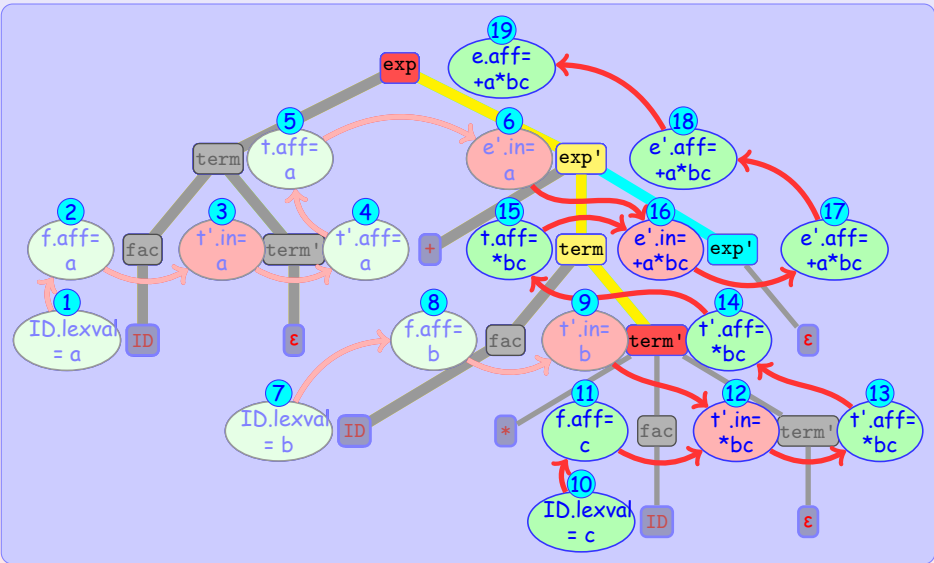 19
e.aff=
+a*bc
exp
5
t.aff=
a
6
e'.in=
a
18
e'.aff=
+a*bc
term
exp'
2
f.aff=
a
3
t'.in=
a
4
t'.aff=
a
15
t.aff=
*bc
16
e'.in=
+a*bc
17
e'.aff=
+a*bc
fac
term'
+
term
exp'
1
ID.lexval
= a
ID
ε
8
f.aff=
b
fac
9
t'.in=
b
term'
14
t'.aff=
*bc
ε
7
ID.lexval
= b
ID
*
11
f.aff=
c
fac
12
t'.in=
*bc
term'
13
t'.aff=
*bc
10
ID.lexval
= c
ID
ε